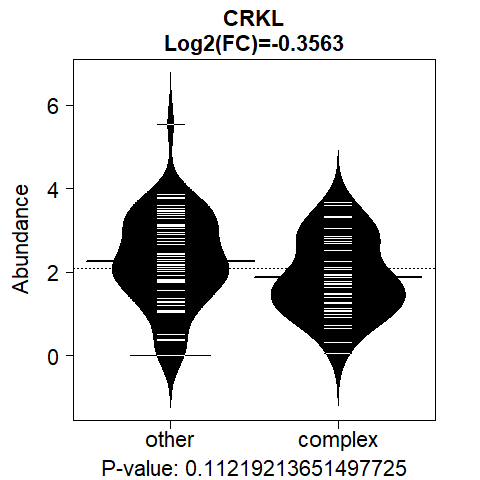 CRKL
Log2(FC)=-0.3563
Abundance
6
4
2
0
other complex
P-value: 0.11219213651497725